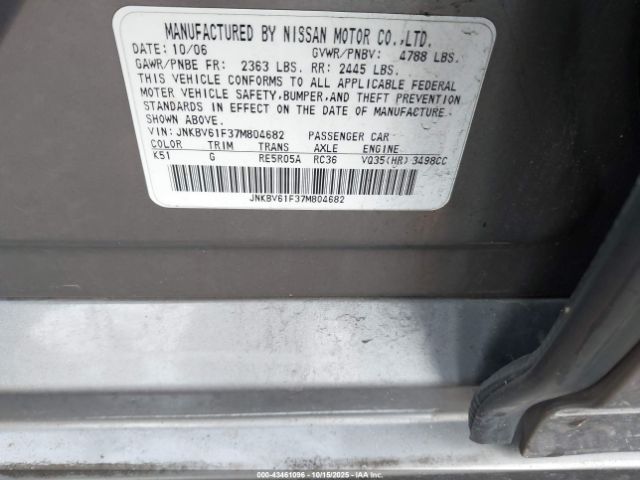 MANUFACTURED BY NISSAN MOTOR CO.,LTD.
DATE: 10/06 GVWR/PNBV: 4788 LBS.
GAWR/PNBE FR: 2363 LBS. RR: 2445 LBS.
THIS VEHICLE CONFORMS TO ALL APPLICABLE FEDERAL
MOTOR VEHICLE SAFETY, BUMPER, AND THEFT PREVENTION
STANDARDS IN EFFECT ON THE DATE OF MANUFACTURE
SHOWN ABOVE.
VIN: JNKBV61F37M804682 PASSENGER CAR
COLOR TRIM TRANS AXLE ENGINE
K51 G RE5R05A RC36 VQ35(HR) 3498CC
JNKBV61F37M804682
000-43461096 - 10/15/2025 - IAA Inc.